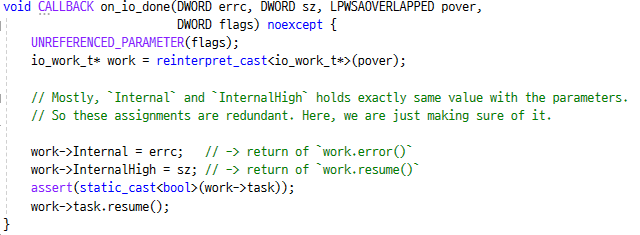 void CALLBACK on_io_done(DWORD errc, DWORD sz, LPWSAOVERLAPPED pover,
DWORD flags) noexcept {
UNREFERENCED_PARAMETER(flags);
io_work_t* work = reinterpret_cast<io_work_t*>(pover);
// Mostly, `Internal` and `InternalHigh` holds exactly same value with the parameters.
// So these assignments are redundant. Here, we are just making sure of it.
work->Internal = errc;   // -> return of `work.error()`
work->InternalHigh = sz; // -> return of `work.resume()`
assert(static_cast<bool>(work->task));
work->task.resume();
}